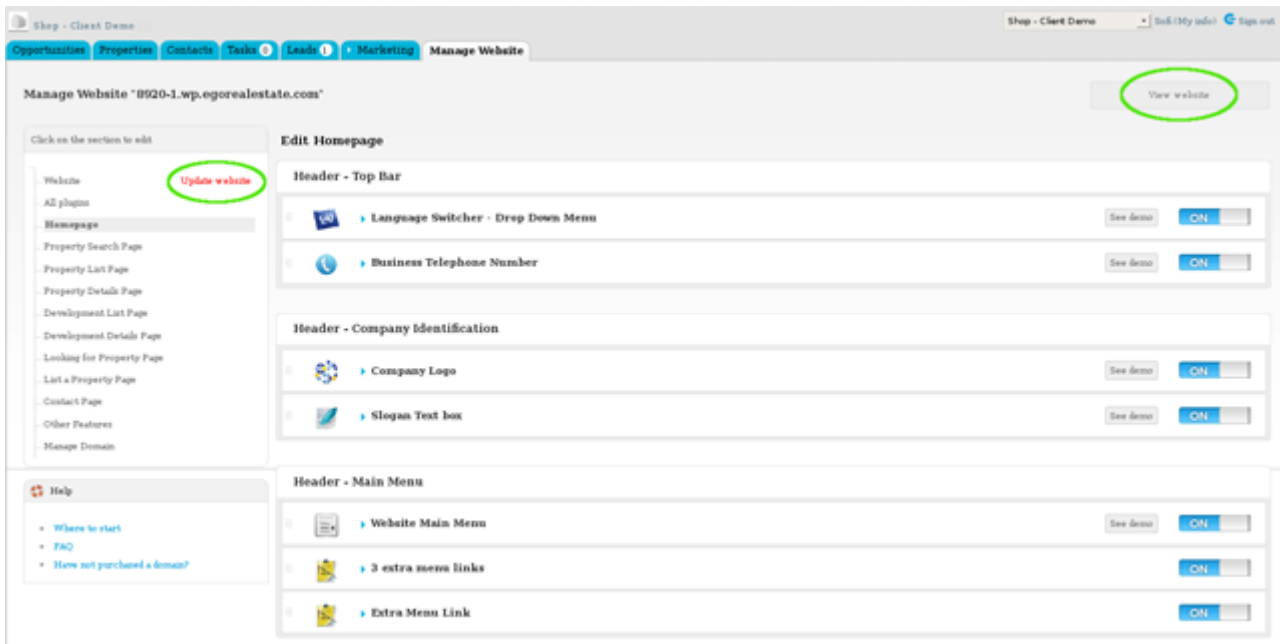 Shop - Client Demo
Shop - Client Demo
Sofi (My info) Sign out
Opportunities Properties Contacts Tasks 0 Leads 1 Marketing Manage Website
Manage Website "8920-1.wp.egorealestate.com"
View website
Click on the section to edit
Website
Update website
All plugins
Homepage
Property Search Page
Property List Page
Property Details Page
Development List Page
Development Details Page
Looking for Property Page
List a Property Page
Contact Page
Other Features
Manage Domain
Help
Where to start
FAQ
Have not purchased a domain?
Edit Homepage
Header - Top Bar
Language Switcher - Drop Down Menu
See demo ON
Business Telephone Number
See demo ON
Header - Company Identification
Company Logo
See demo ON
Slogan Text box
See demo ON
Header - Main Menu
Website Main Menu
See demo ON
3 extra menu links
ON
Extra Menu Link
ON